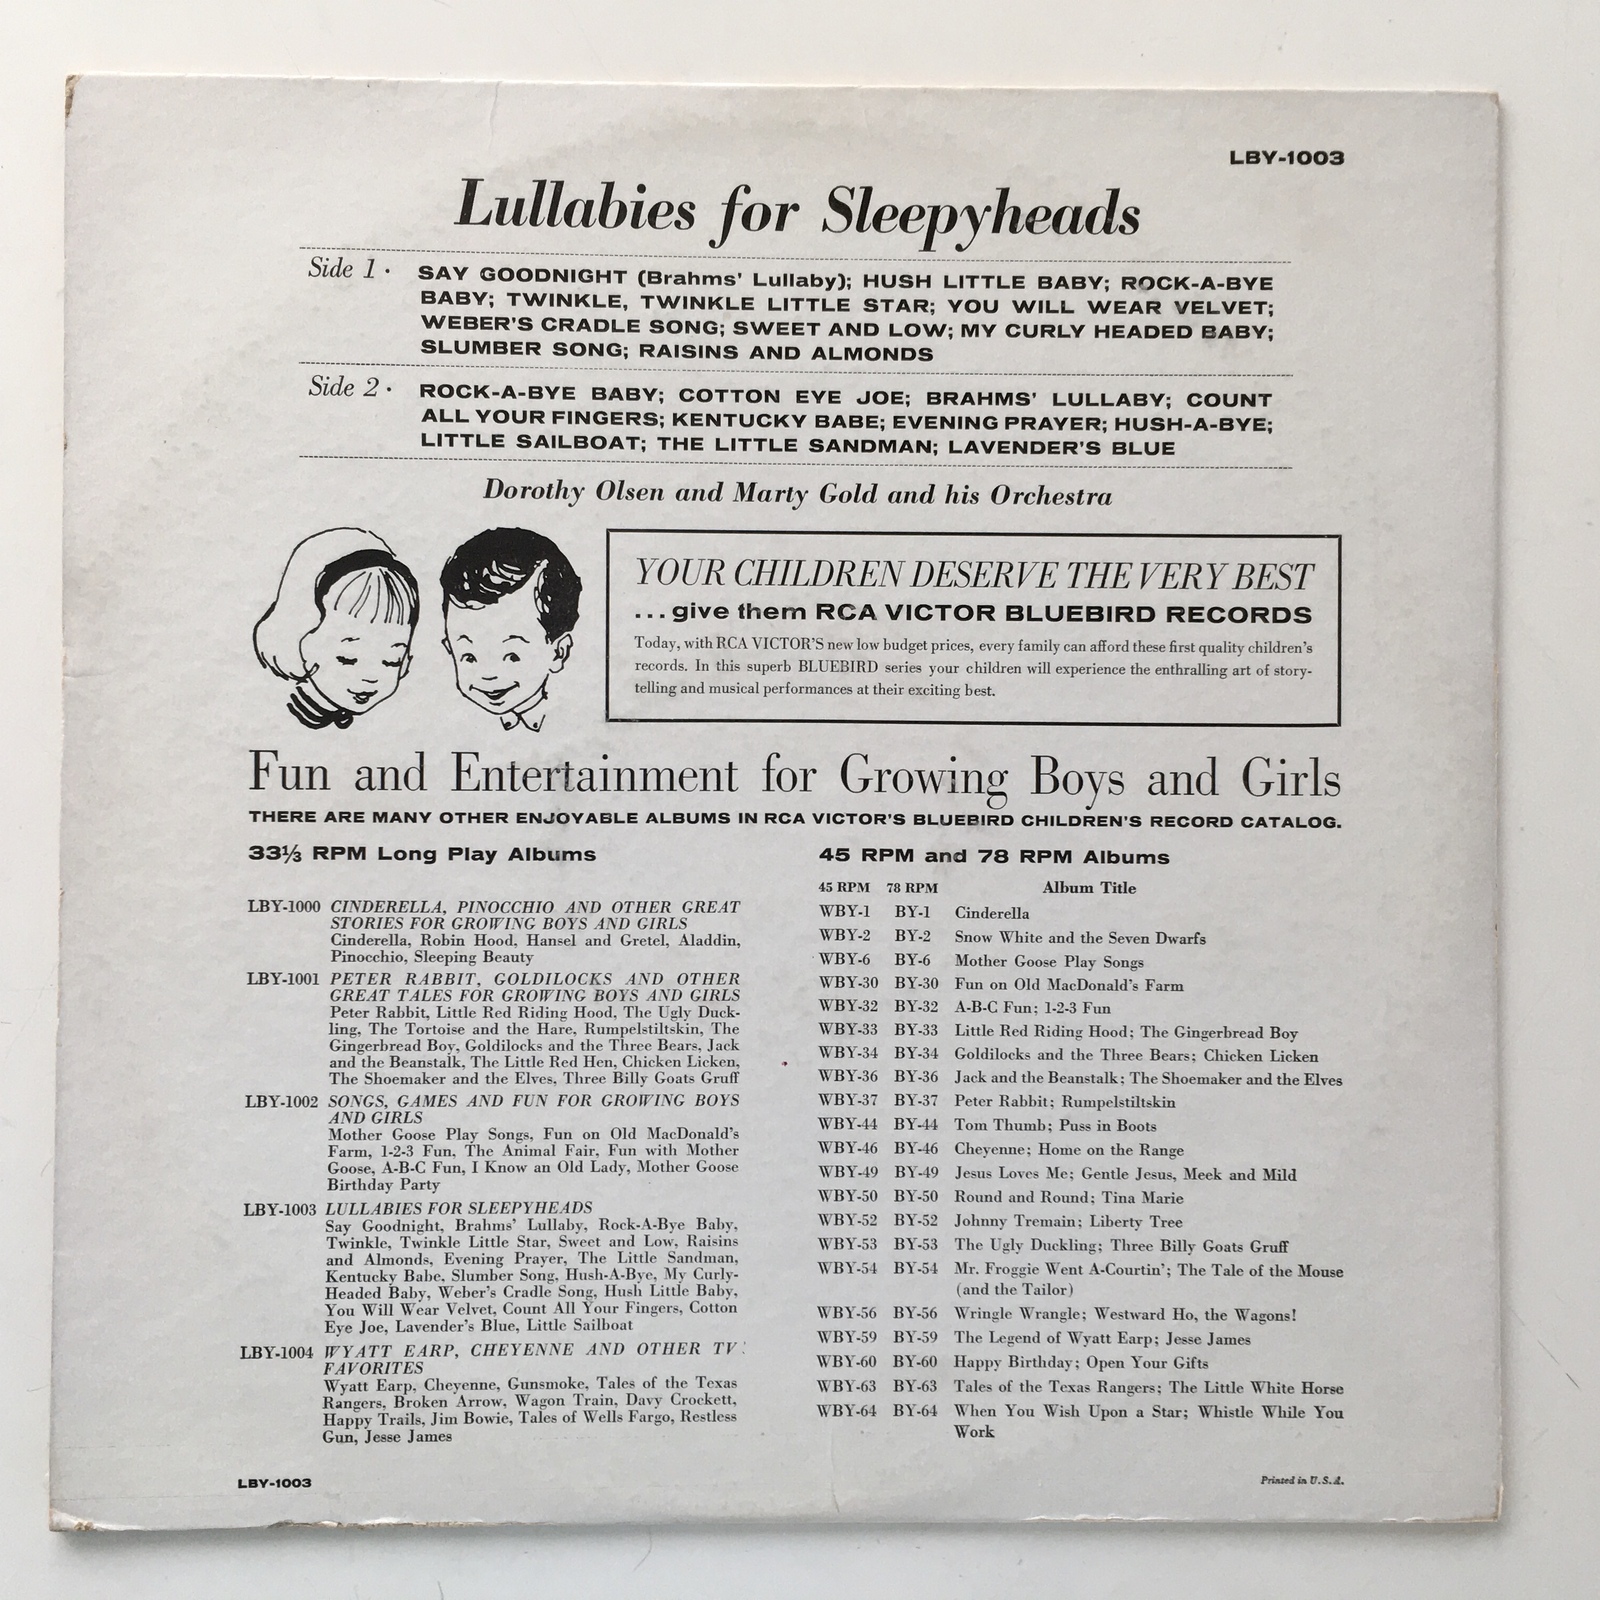 LBY-1003
Lullabies for Sleepyheads
Side 1 · SAY GOODNIGHT (Brahms' Lullaby); HUSH LITTLE BABY; ROCK-A-BYE
BABY; TWINKLE, TWINKLE LITTLE STAR; YOU WILL WEAR VELVET;
WEBER'S CRADLE SONG; SWEET AND LOW; MY CURLY HEADED BABY;
SLUMBER SONG; RAISINS AND ALMONDS
Side 2 · ROCK-A-BYE BABY; COTTON EYE JOE; BRAHMS' LULLABY; COUNT
ALL YOUR FINGERS; KENTUCKY BABE; EVENING PRAYER; HUSH-A-BYE;
LITTLE SAILBOAT; THE LITTLE SANDMAN; LAVENDER'S BLUE
Dorothy Olsen and Marty Gold and his Orchestra
YOUR CHILDREN DESERVE THE VERY BEST
...give them RCA VICTOR BLUEBIRD RECORDS
Today, with RCA VICTOR'S new low budget prices, every family can afford these first quality children's
records. In this superb BLUEBIRD series your children will experience the enthralling art of story-
telling and musical performances at their exciting best.
Fun and Entertainment for Growing Boys and Girls
THERE ARE MANY OTHER ENJOYABLE ALBUMS IN RCA VICTOR'S BLUEBIRD CHILDREN'S RECORD CATALOG.
33⅓ RPM Long Play Albums
LBY-1000 CINDERELLA, PINOCCHIO AND OTHER GREAT
STORIES FOR GROWING BOYS AND GIRLS
Cinderella, Robin Hood, Hansel and Gretel, Aladdin,
Pinocchio, Sleeping Beauty
LBY-1001 PETER RABBIT, GOLDILOCKS AND OTHER
GREAT TALES FOR GROWING BOYS AND GIRLS
Peter Rabbit, Little Red Riding Hood, The Ugly Duck-
ling, The Tortoise and the Hare, Rumpelstiltskin, The
Gingerbread Boy, Goldilocks and the Three Bears, Jack
and the Beanstalk, The Little Red Hen, Chicken Licken,
The Shoemaker and the Elves, Three Billy Goats Gruff
LBY-1002 SONGS, GAMES AND FUN FOR GROWING BOYS
AND GIRLS
Mother Goose Play Songs, Fun on Old MacDonald's
Farm, 1-2-3 Fun, The Animal Fair, Fun with Mother
Goose, A-B-C Fun, I Know an Old Lady, Mother Goose
Birthday Party
LBY-1003 LULLABIES FOR SLEEPYHEADS
Say Goodnight, Brahms' Lullaby, Rock-A-Bye Baby,
Twinkle, Twinkle Little Star, Sweet and Low, Raisins
and Almonds, Evening Prayer, The Little Sandman,
Kentucky Babe, Slumber Song, Hush-A-Bye, My Curly-
Headed Baby, Weber's Cradle Song, Hush Little Baby,
You Will Wear Velvet, Count All Your Fingers, Cotton
Eye Joe, Lavender's Blue, Little Sailboat
LBY-1004 WYATT EARP, CHEYENNE AND OTHER TV
FAVORITES
Wyatt Earp, Cheyenne, Gunsmoke, Tales of the Texas
Rangers, Broken Arrow, Wagon Train, Davy Crockett,
Happy Trails, Jim Bowie, Tales of Wells Fargo, Restless
Gun, Jesse James
45 RPM and 78 RPM Albums
45 RPM 78 RPM Album Title
WBY-1 BY-1 Cinderella
WBY-2 BY-2 Snow White and the Seven Dwarfs
WBY-6 BY-6 Mother Goose Play Songs
WBY-30 BY-30 Fun on Old MacDonald's Farm
WBY-32 BY-32 A-B-C Fun; 1-2-3 Fun
WBY-33 BY-33 Little Red Riding Hood; The Gingerbread Boy
WBY-34 BY-34 Goldilocks and the Three Bears; Chicken Licken
WBY-36 BY-36 Jack and the Beanstalk; The Shoemaker and the Elves
WBY-37 BY-37 Peter Rabbit; Rumpelstiltskin
WBY-44 BY-44 Tom Thumb; Puss in Boots
WBY-46 BY-46 Cheyenne; Home on the Range
WBY-49 BY-49 Jesus Loves Me; Gentle Jesus, Meek and Mild
WBY-50 BY-50 Round and Round; Tina Marie
WBY-52 BY-52 Johnny Tremain; Liberty Tree
WBY-53 BY-53 The Ugly Duckling; Three Billy Goats Gruff
WBY-54 BY-54 Mr. Froggie Went A-Courtin'; The Tale of the Mouse
(and the Tailor)
WBY-56 BY-56 Wringle Wrangle; Westward Ho, the Wagons!
WBY-59 BY-59 The Legend of Wyatt Earp; Jesse James
WBY-60 BY-60 Happy Birthday; Open Your Gifts
WBY-63 BY-63 Tales of the Texas Rangers; The Little White Horse
WBY-64 BY-64 When You Wish Upon a Star; Whistle While You
Work
LBY-1003
Printed in U.S.A.